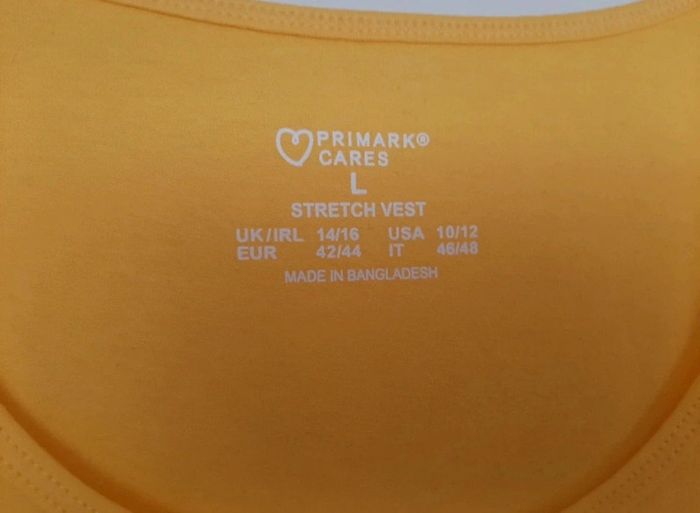 PRIMARK®
CARES
L
STRETCH VEST
UK/IRL 14/16 USA 10/12
EUR 42/44 IT 46/48
MADE IN BANGLADESH